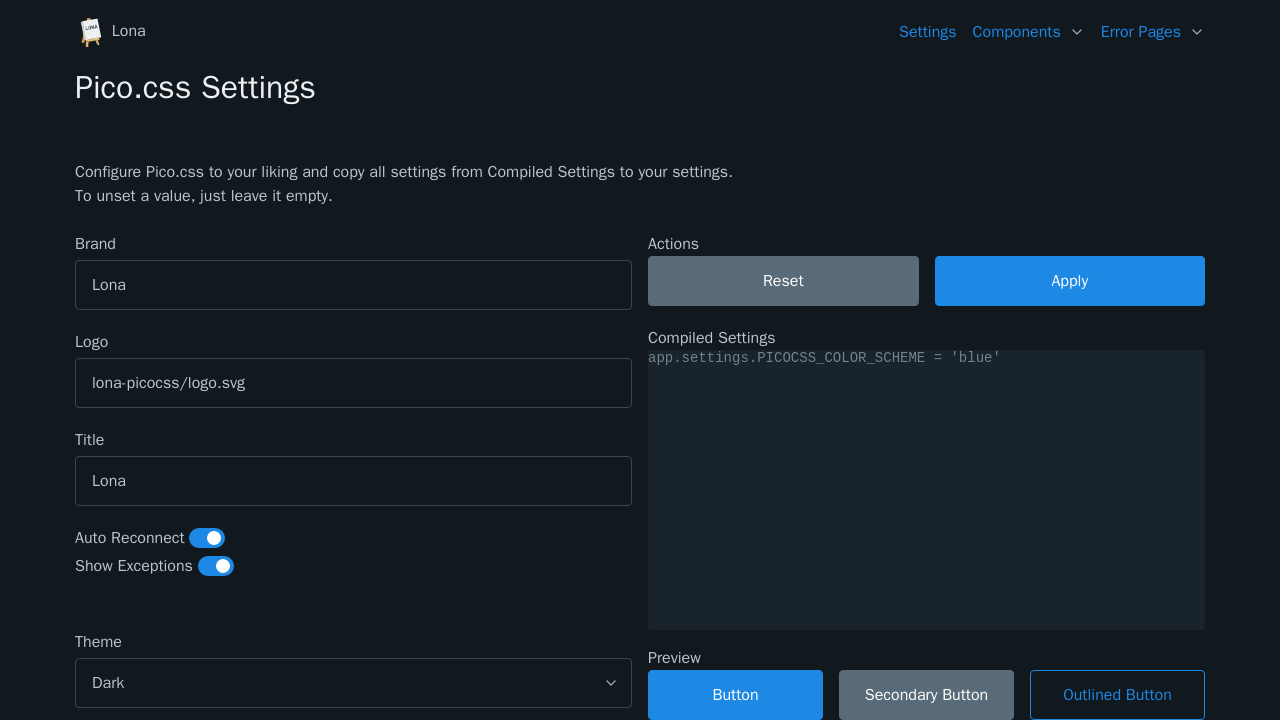 LONA
Lona
Settings
Components
Error Pages
Pico.css Settings
Configure Pico.css to your liking and copy all settings from Compiled Settings to your settings.
To unset a value, just leave it empty.
Brand
Lona
Logo
lona-picocss/logo.svg
Title
Lona
Auto Reconnect
Show Exceptions
Theme
Dark
Actions
Reset
Apply
Compiled Settings
app.settings.PICOCSS_COLOR_SCHEME = 'blue'
Preview
Button
Secondary Button
Outlined Button